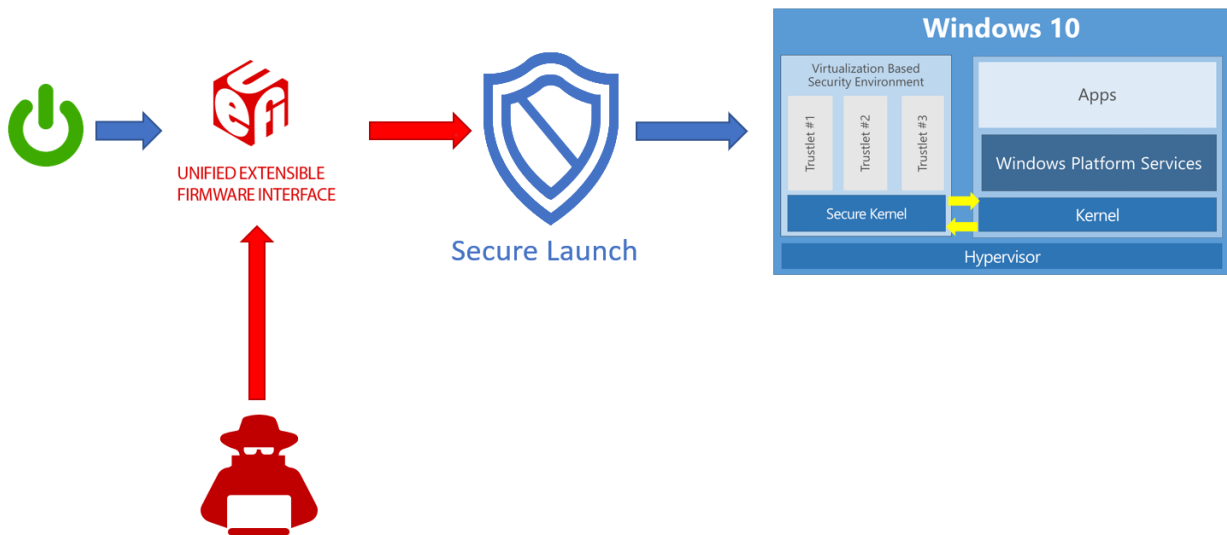 UEFI
UNIFIED EXTENSIBLE
FIRMWARE INTERFACE
Secure Launch
Windows 10
Virtualization Based
Security Environment
Trustlet #1
Trustlet #2
Trustlet #3
Secure Kernel
Apps
Windows Platform Services
Kernel
Hypervisor